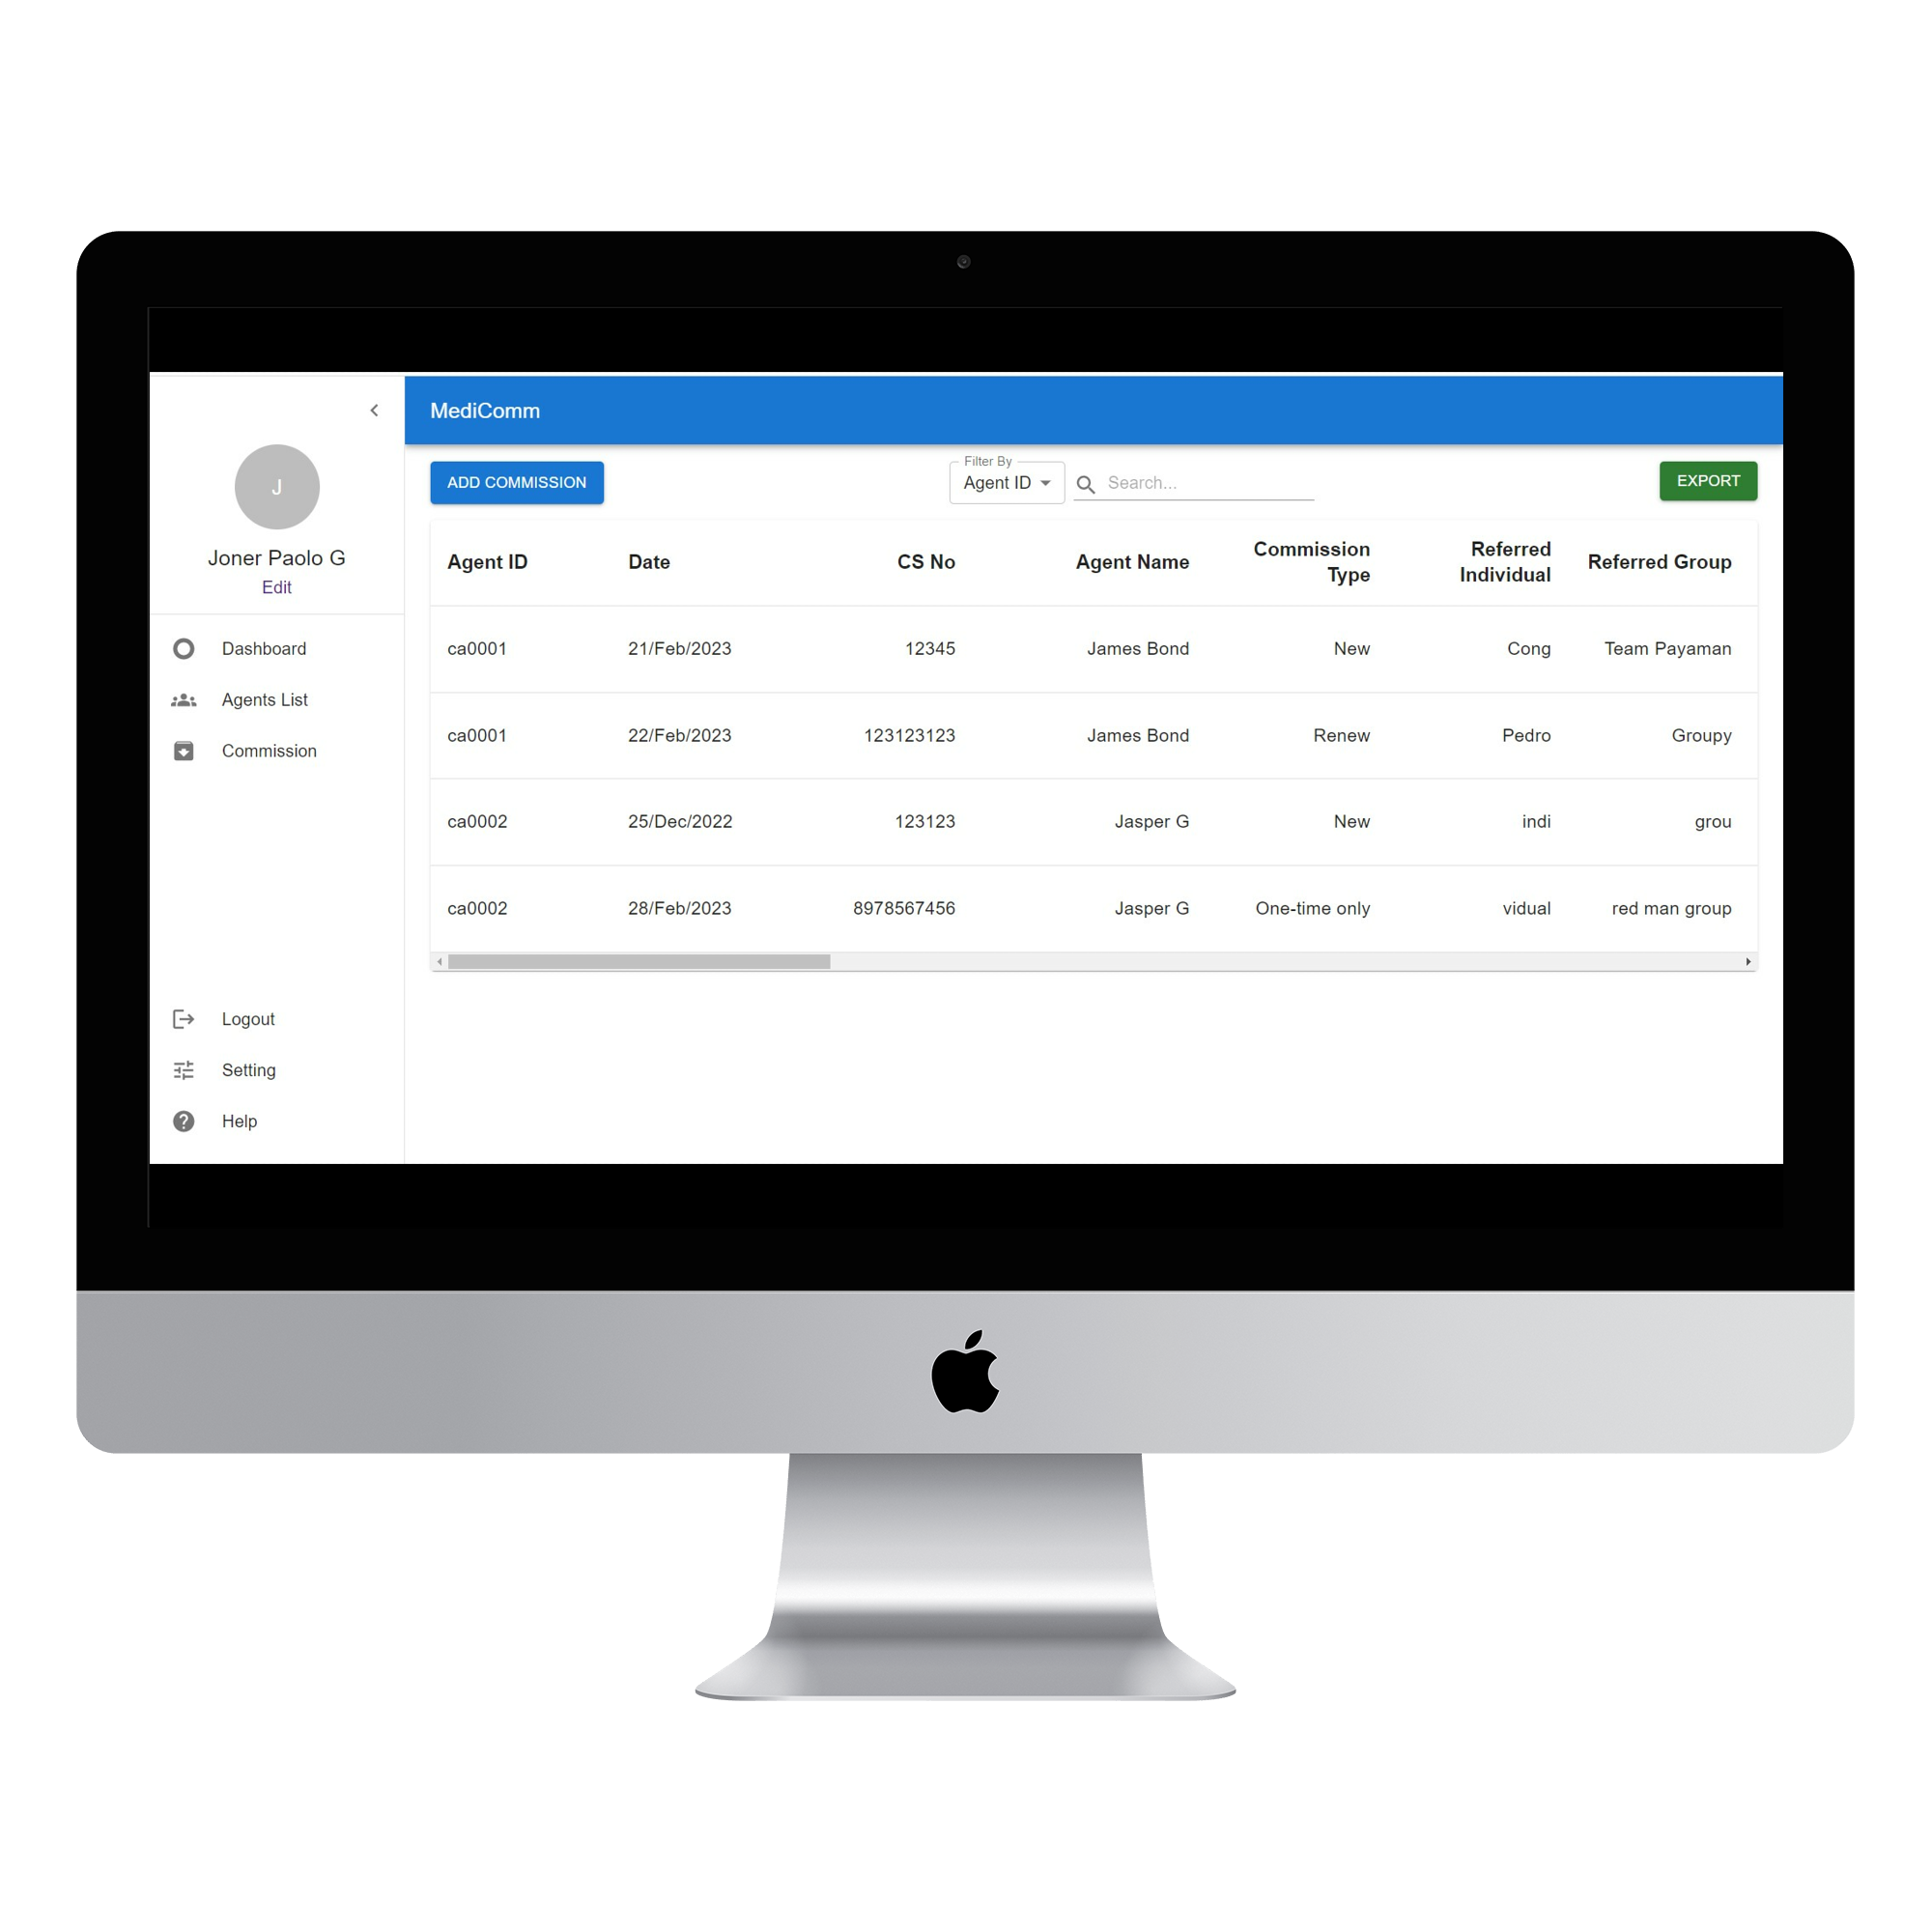 MediComm
J
Joner Paolo G
Edit
Dashboard
Agents List
Commission
Logout
Setting
Help
ADD COMMISSION
Filter By
Agent ID
Search...
EXPORT
Agent ID Date CS No Agent Name Commission Type Referred Individual Referred Group
ca0001 21/Feb/2023 12345 James Bond New Cong Team Payaman
ca0001 22/Feb/2023 123123123 James Bond Renew Pedro Groupy
ca0002 25/Dec/2022 123123 Jasper G New indi grou
ca0002 28/Feb/2023 8978567456 Jasper G One-time only vidual red man group